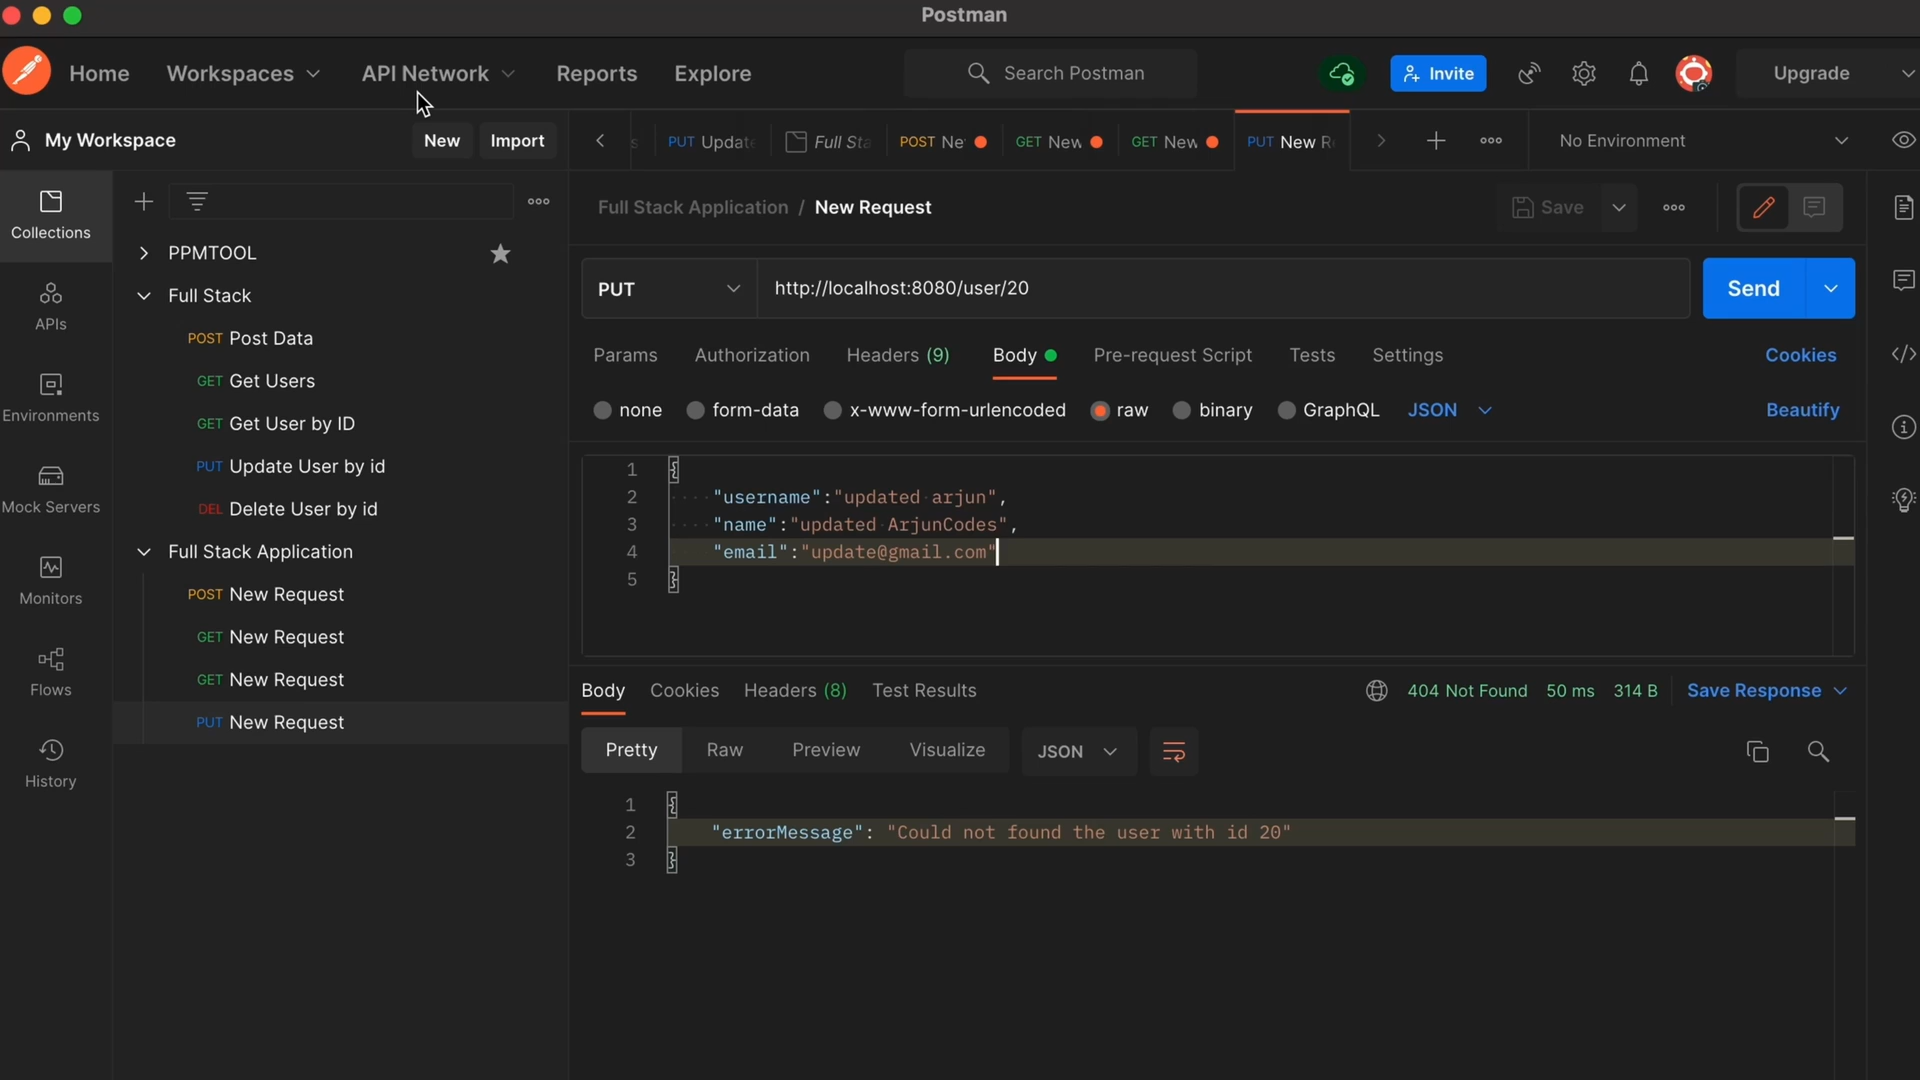 Postman
Home Workspaces API Network Reports Explore Search Postman Invite Upgrade
My Workspace New Import
s PUT Update Full Sta POST Ne GET New GET New PUT New R No Environment
Full Stack Application / New Request Save
Collections
APIs
Environments
Mock Servers
Monitors
Flows
History
PPMTOOL
Full Stack
POST Post Data
GET Get Users
GET Get User by ID
PUT Update User by id
DEL Delete User by id
Full Stack Application
POST New Request
GET New Request
GET New Request
PUT New Request
PUT http://localhost:8080/user/20 Send
Params Authorization Headers (9) Body Pre-request Script Tests Settings Cookies
none form-data x-www-form-urlencoded raw binary GraphQL JSON Beautify
1 {
2 "username":"updated arjun",
3 "name":"updated ArjunCodes",
4 "email":"update@gmail.com"
5 }
Body Cookies Headers (8) Test Results 404 Not Found 50 ms 314 B Save Response
Pretty Raw Preview Visualize JSON
1 {
2 "errorMessage": "Could not found the user with id 20"
3 }